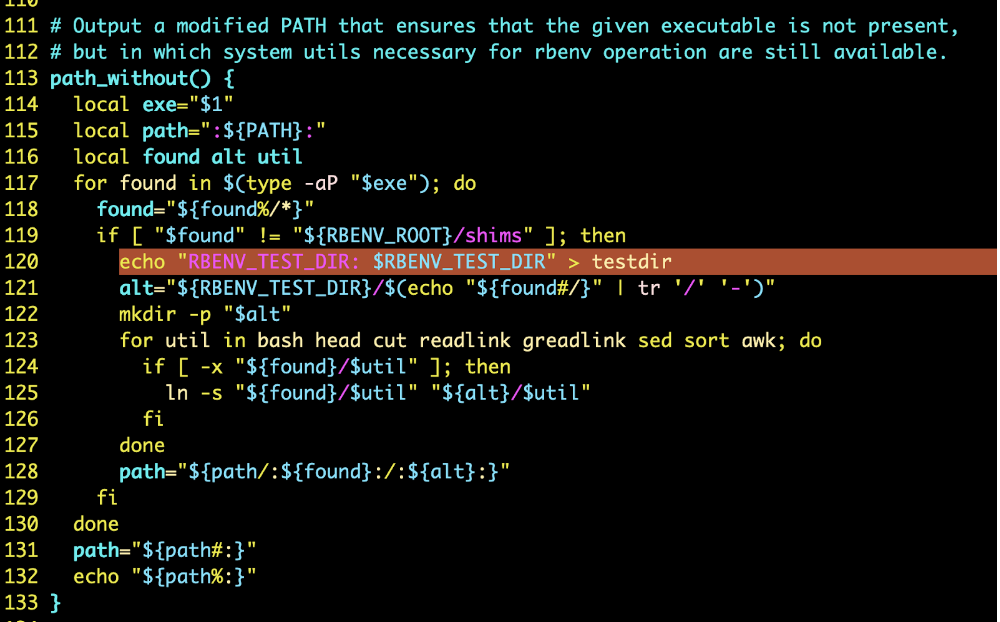 110
111 # Output a modified PATH that ensures that the given executable is not present,
112 # but in which system utils necessary for rbenv operation are still available.
113 path_without() {
114   local exe="$1"
115   local path=":${PATH}:"
116   local found alt util
117   for found in $(type -aP "$exe"); do
118     found="${found%/*}"
119     if [ "$found" != "${RBENV_ROOT}/shims" ]; then
120       echo "RBENV_TEST_DIR: $RBENV_TEST_DIR" > testdir
121       alt="${RBENV_TEST_DIR}/$(echo "${found#/}" | tr '/' '-')"
122       mkdir -p "$alt"
123       for util in bash head cut readlink greadlink sed sort awk; do
124         if [ -x "${found}/$util" ]; then
125           ln -s "${found}/$util" "${alt}/$util"
126         fi
127       done
128       path="${path/:${found}:/:${alt}:}"
129     fi
130   done
131   path="${path#:}"
132   echo "${path%:}"
133 }